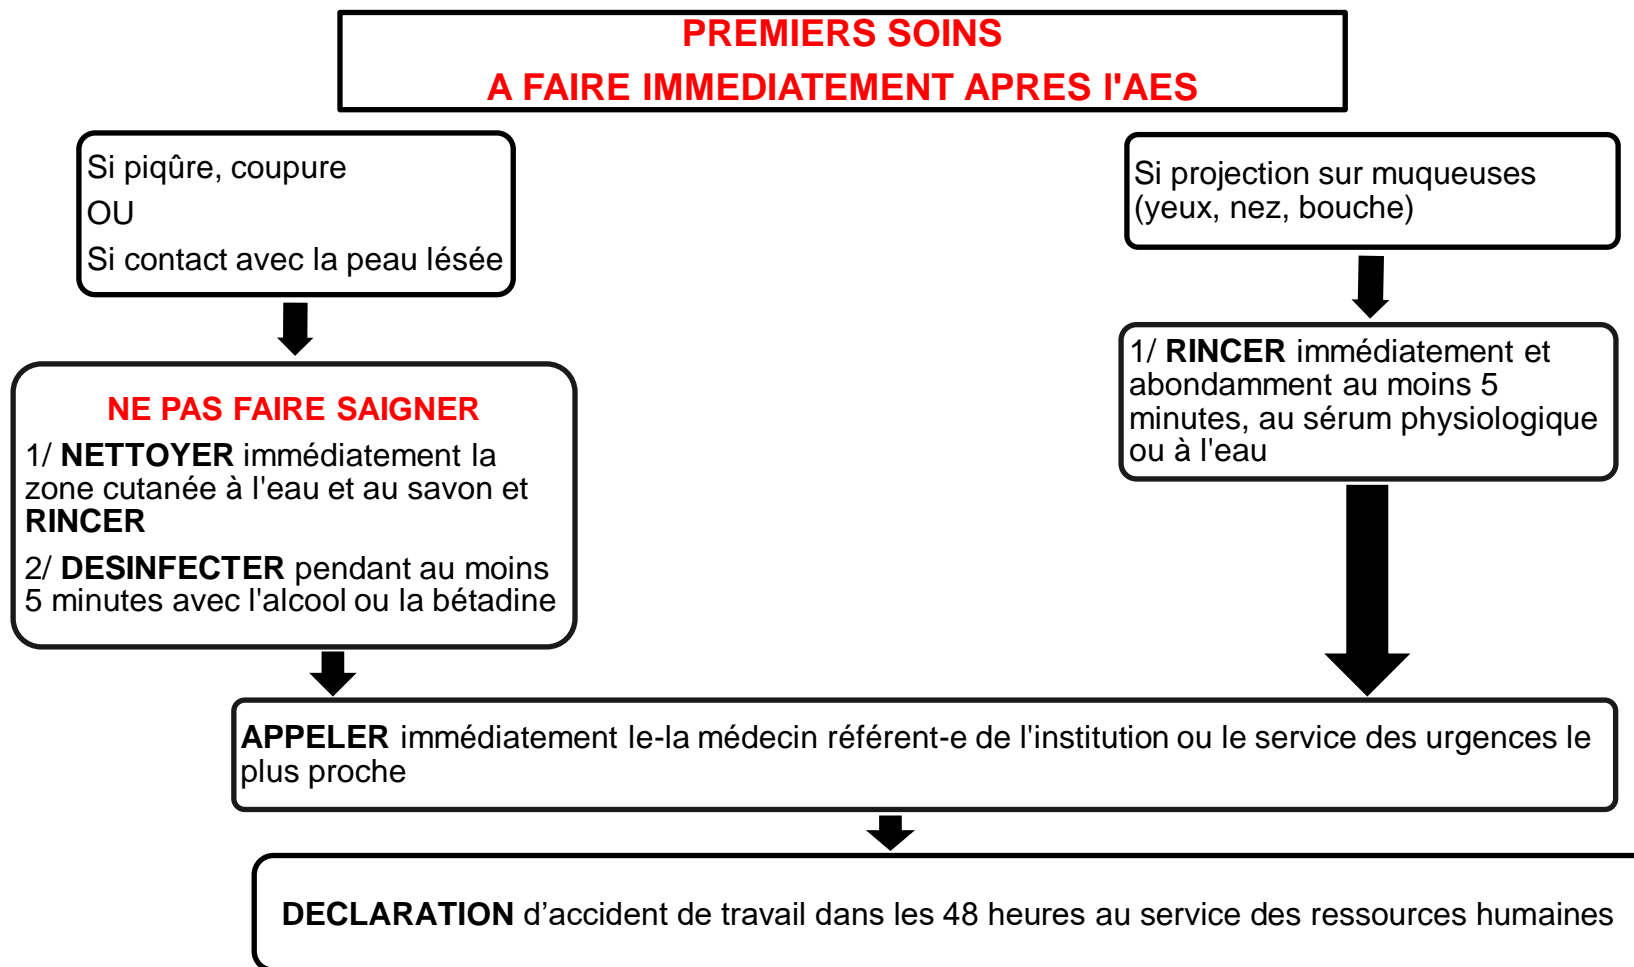 PREMIERS SOINS
A FAIRE IMMEDIATEMENT APRES l'AES
Si piqûre, coupure
OU
Si contact avec la peau lésée
Si projection sur muqueuses
(yeux, nez, bouche)
NE PAS FAIRE SAIGNER
1/ NETTOYER immédiatement la
zone cutanée à l'eau et au savon et
RINCER
2/ DESINFECTER pendant au moins
5 minutes avec l'alcool ou la bétadine
1/ RINCER immédiatement et
abondamment au moins 5
minutes, au sérum physiologique
ou à l'eau
APPELER immédiatement le-la médecin référent-e de l'institution ou le service des urgences le
plus proche
DECLARATION d’accident de travail dans les 48 heures au service des ressources humaines